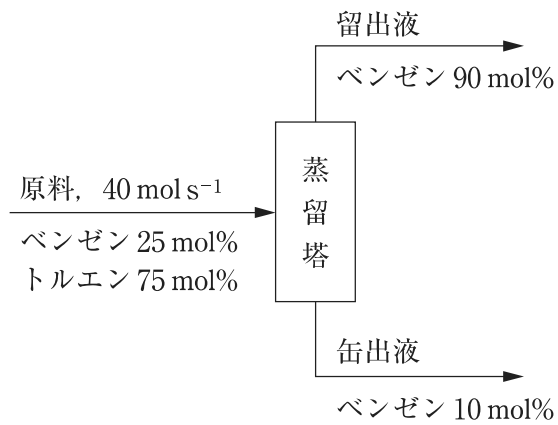 留出液
ベンゼン 90 mol%
蒸留塔
原料, 40 mol s⁻¹
ベンゼン 25 mol%
トルエン 75 mol%
缶出液
ベンゼン 10 mol%